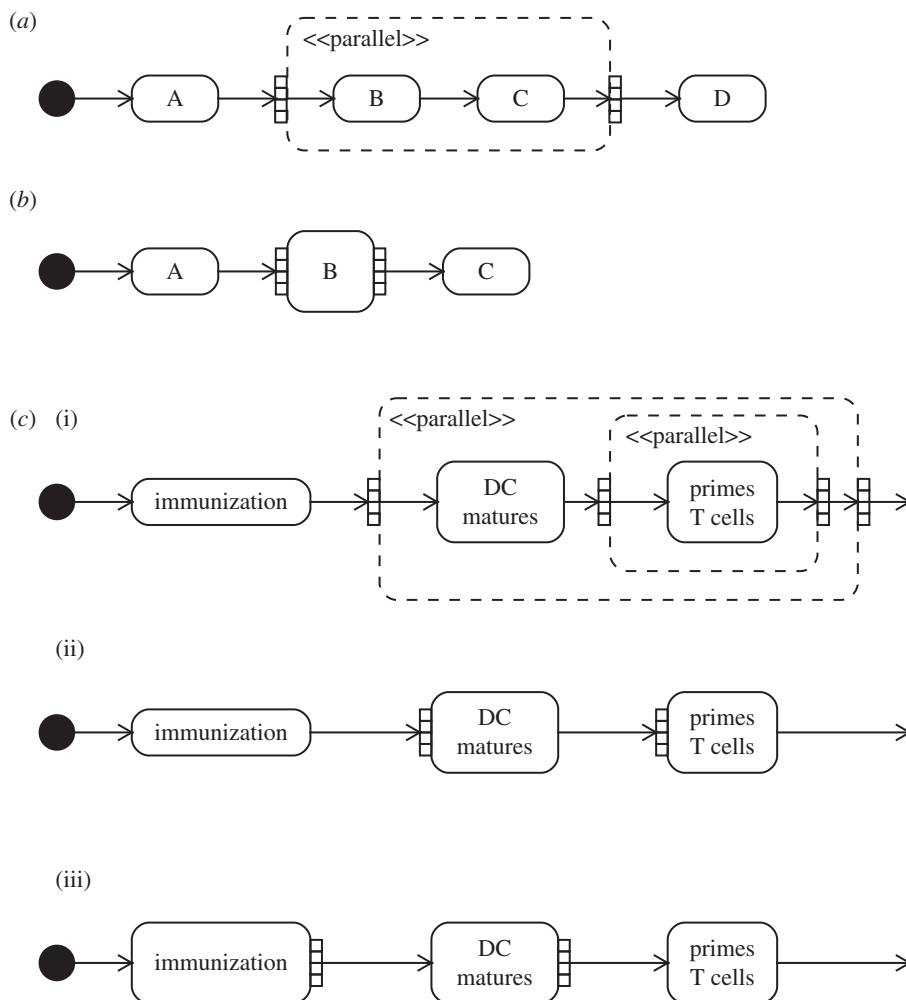 (a)
<<parallel>>
A
B
C
D
(b)
A
B
C
(c) (i)
<<parallel>>
<<parallel>>
immunization
DC
matures
primes
T cells
(ii)
immunization
DC
matures
primes
T cells
(iii)
immunization
DC
matures
primes
T cells